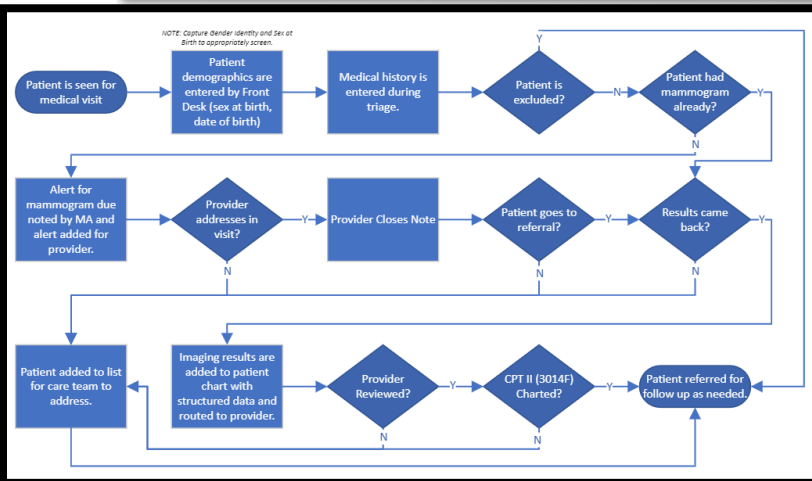 NOTE: Capture Gender Identity and Sex at
Birth to appropriately screen.
Patient is seen for
medical visit
Patient
demographics are
entered by Front
Desk (sex at birth,
date of birth)
Medical history is
entered during
triage.
Y
Patient is
excluded?
N
Patient had
mammogram
already?
Y
N
Alert for
mammogram due
noted by MA and
alert added for
provider.
Provider
addresses in
visit?
Y
N
Provider Closes Note
Patient goes to
referral?
Y
N
Results came
back?
Y
N
Patient added to list
for care team to
address.
Imaging results are
added to patient
chart with
structured data and
routed to provider.
Provider
Reviewed?
Y
N
CPT II (3014F)
Charted?
Y
N
Patient referred for
follow up as needed.